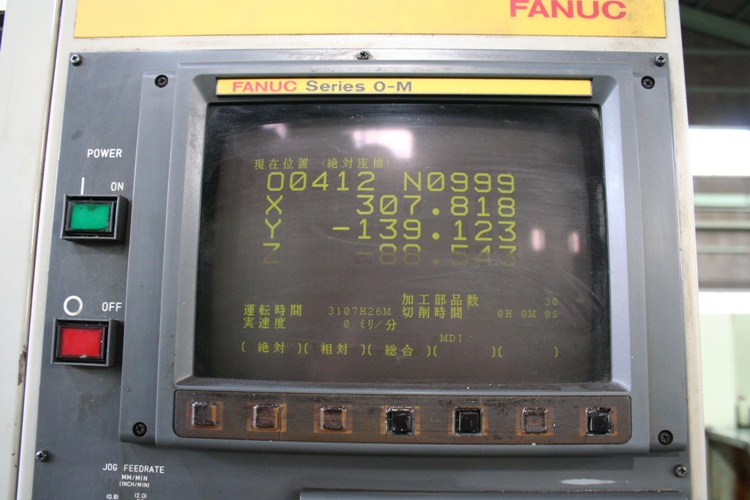 FANUC
FANUC Series O-M
現在位置 (絶対座標)
O0412 N0999
X 307.818
Y -139.123
Z -88.543
加工部品数 30
運転時間 3107H26M 切削時間 0H 0M 0S
実速度 0 ミリ/分
MDI
[ 絶対 ][ 相対 ][ 総合 ][ ][ ]
POWER
ON
OFF
JOG FEEDRATE
MM/MIN
(INCH/MIN)